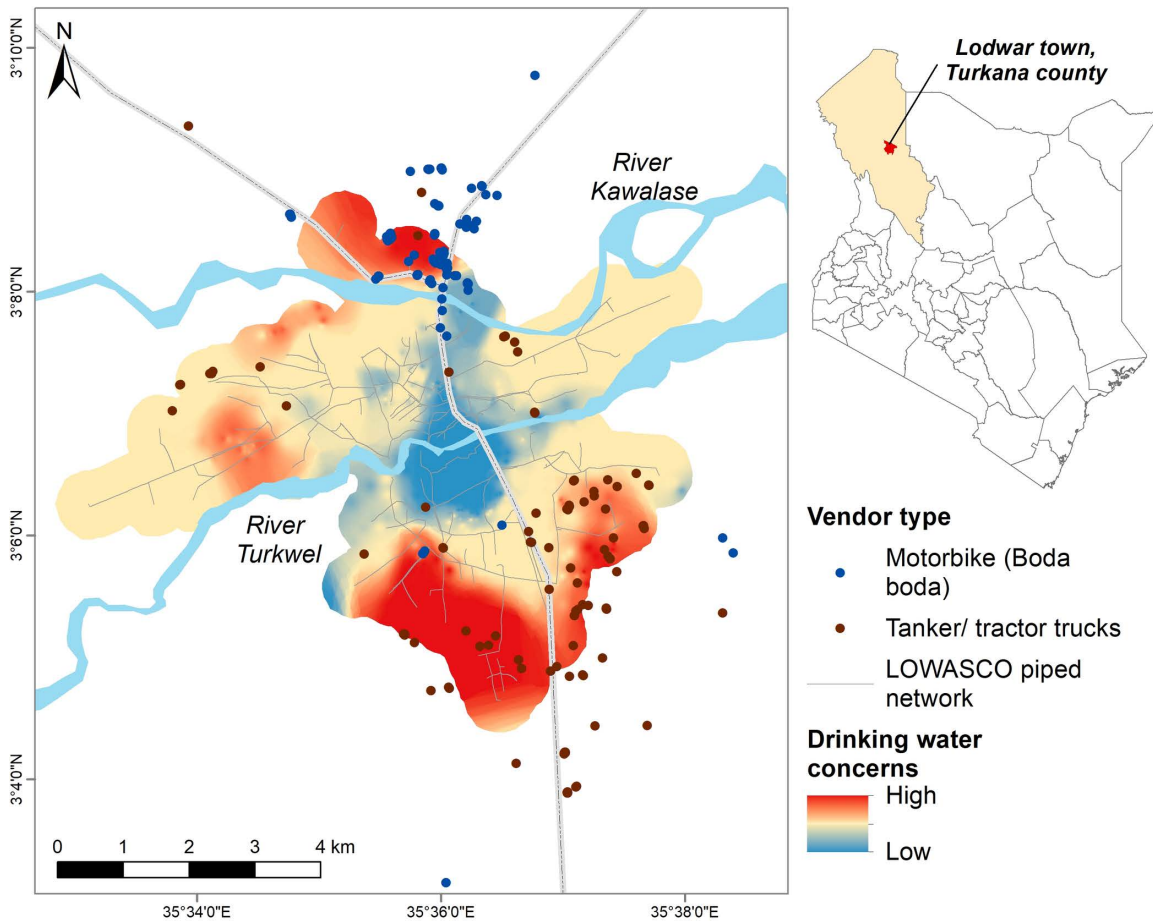 N
3°10'0"N
3°8'0"N
3°6'0"N
3°4'0"N
River
Kawalase
River
Turkwel
0 1 2 3 4 km
35°34'0"E
35°36'0"E
35°38'0"E
Lodwar town,
Turkana county
Vendor type
Motorbike (Boda
boda)
Tanker/ tractor trucks
LOWASCO piped
network
Drinking water
concerns
High
Low